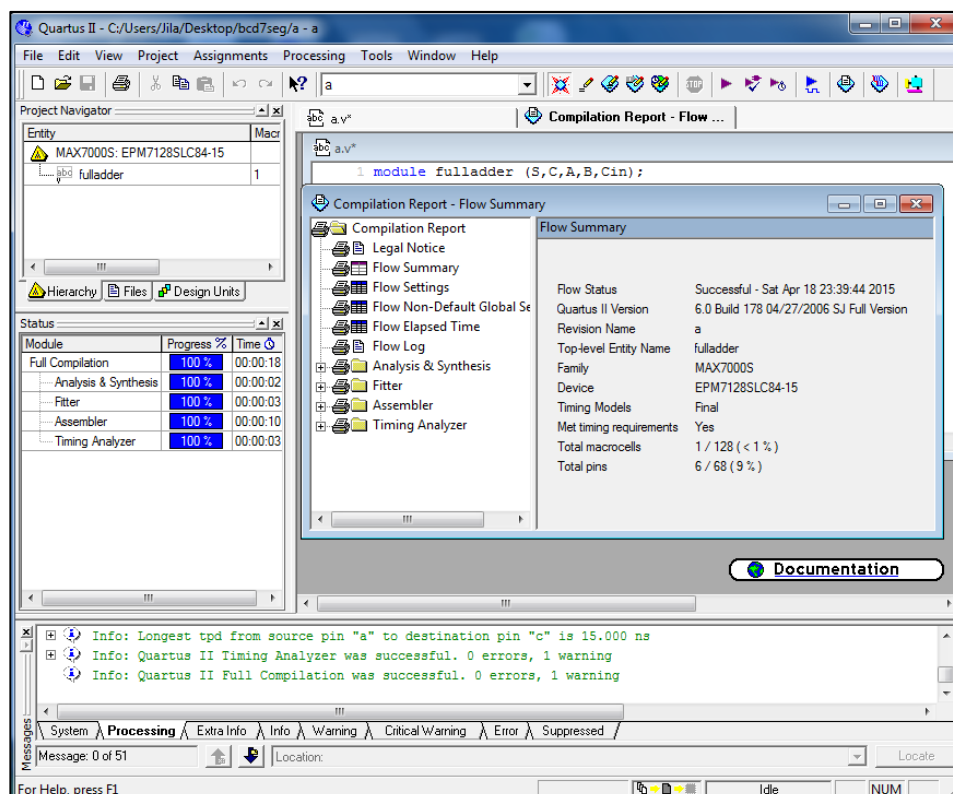 Quartus II - C:/Users/Jila/Desktop/bcd7seg/a - a
File Edit View Project Assignments Processing Tools Window Help
a
Project Navigator
Entity Macr
MAX7000S: EPM7128SLC84-15
abc fulladder 1
Hierarchy Files Design Units
Status
Module Progress % Time
Full Compilation 100 % 00:00:18
Analysis & Synthesis 100 % 00:00:02
Fitter 100 % 00:00:03
Assembler 100 % 00:00:10
Timing Analyzer 100 % 00:00:03
abc a.v*
Compilation Report - Flow ...
abc a.v*
1 module fulladder (S,C,A,B,Cin);
Compilation Report - Flow Summary
Compilation Report
Legal Notice
Flow Summary
Flow Settings
Flow Non-Default Global Se
Flow Elapsed Time
Flow Log
Analysis & Synthesis
Fitter
Assembler
Timing Analyzer
Flow Summary
Flow Status Successful - Sat Apr 18 23:39:44 2015
Quartus II Version 6.0 Build 178 04/27/2006 SJ Full Version
Revision Name a
Top-level Entity Name fulladder
Family MAX7000S
Device EPM7128SLC84-15
Timing Models Final
Met timing requirements Yes
Total macrocells 1 / 128 ( < 1 % )
Total pins 6 / 68 ( 9 % )
Documentation
Info: Longest tpd from source pin "a" to destination pin "c" is 15.000 ns
Info: Quartus II Timing Analyzer was successful. 0 errors, 1 warning
Info: Quartus II Full Compilation was successful. 0 errors, 1 warning
Messages
System Processing Extra Info Info Warning Critical Warning Error Suppressed
Message: 0 of 51
Location:
Locate
For Help, press F1
Idle
NUM